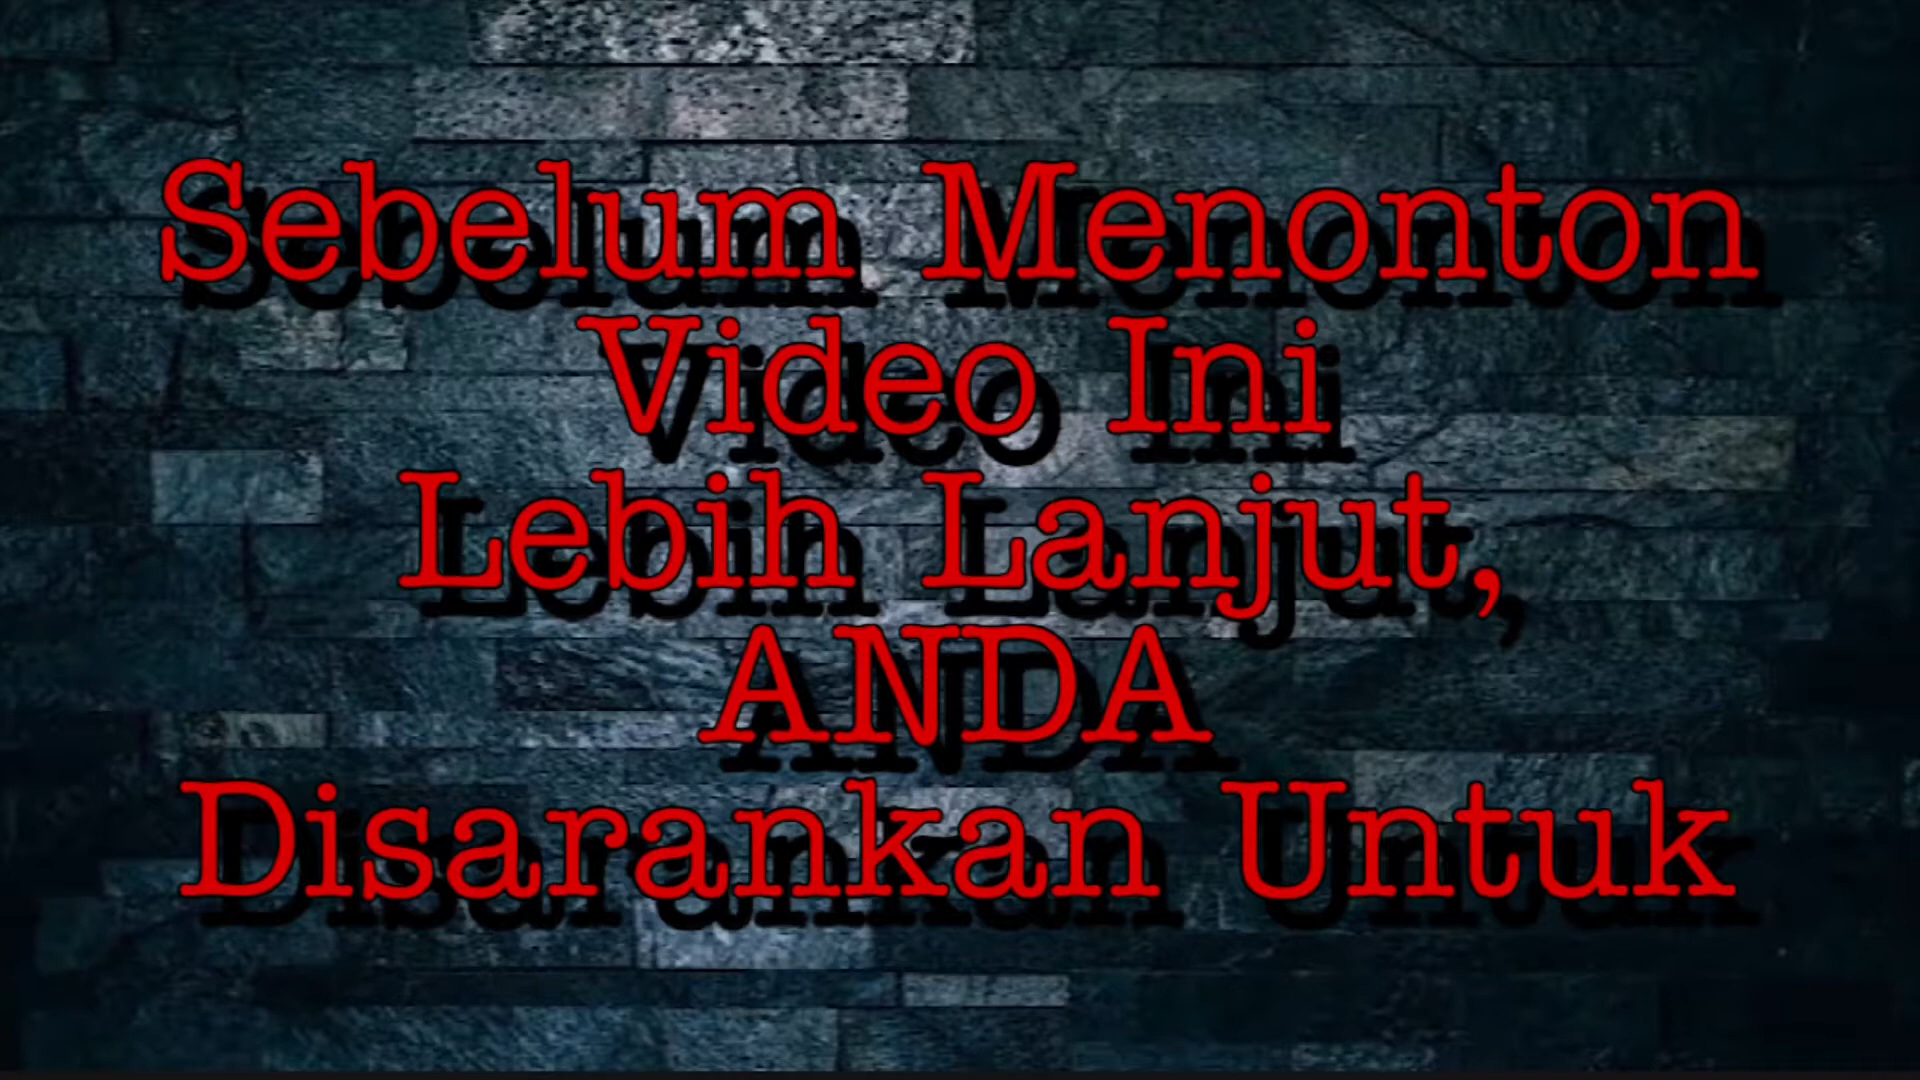 Sebelum Menonton
Video Ini
Lebih Lanjut,
ANDA
Disarankan Untuk